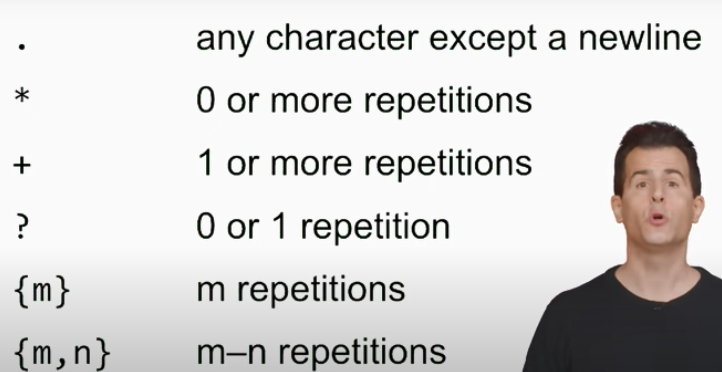 . any character except a newline
* 0 or more repetitions
+ 1 or more repetitions
? 0 or 1 repetition
{m} m repetitions
{m,n} m–n repetitions